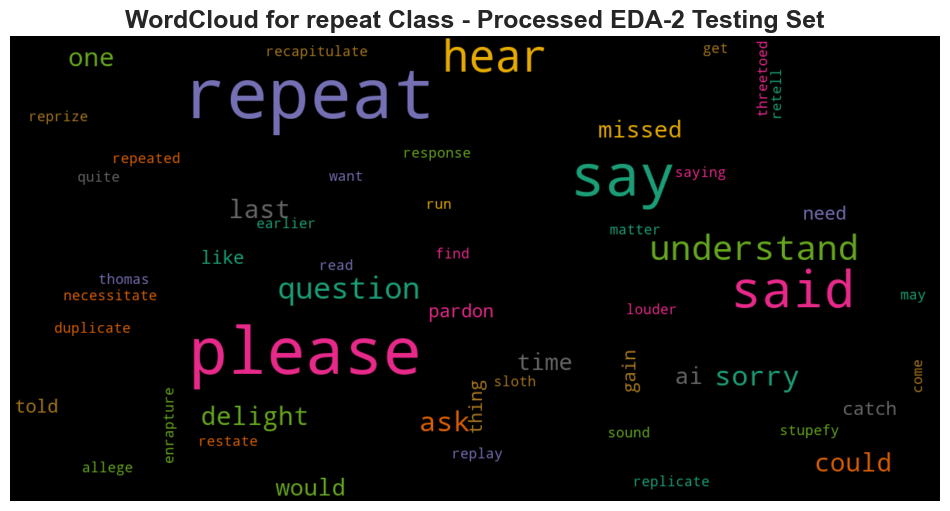 WordCloud for repeat Class - Processed EDA-2 Testing Set
one
recapitulate
hear
get
threetoed
retell
repeat
reprize
missed
repeated
response
quite
want
say
saying
last
run
need
earlier
matter
understand
like
find
read
thomas
necessitate
question
said
may
pardon
louder
duplicate
please
time
gain
ai
sorry
come
sloth
told
enrapture
delight
thing
ask
catch
restate
sound
stupefy
replay
allege
could
would
replicate